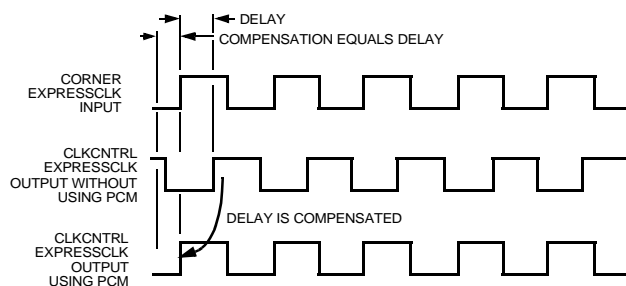 DELAY
COMPENSATION EQUALS DELAY
CORNER
EXPRESSCLK
INPUT
CLKCNTRL
EXPRESSCLK
OUTPUT WITHOUT
USING PCM
DELAY IS COMPENSATED
CLKCNTRL
EXPRESSCLK
OUTPUT
USING PCM